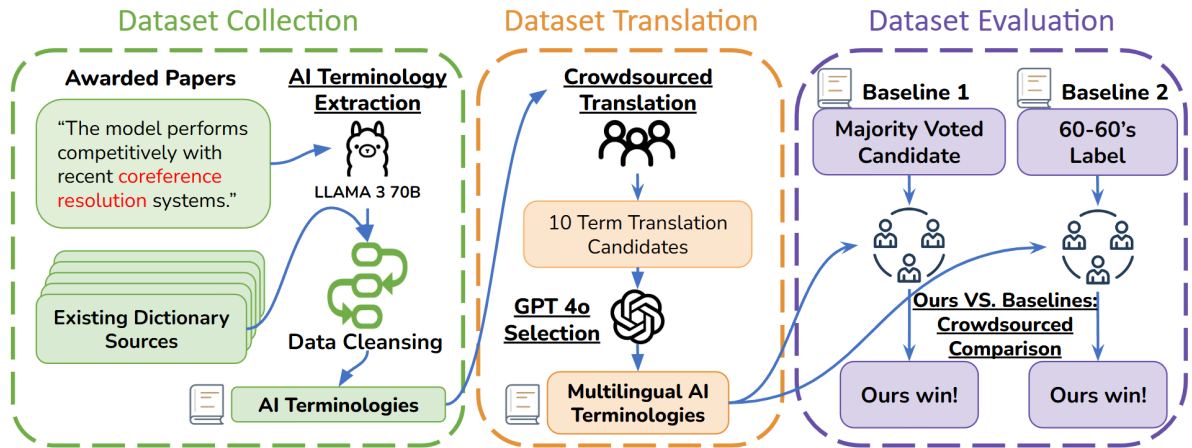 Dataset Collection
Awarded Papers
“The model performs
competitively with
recent coreference
resolution systems.”
AI Terminology
Extraction
LLAMA 3 70B
Existing Dictionary
Sources
Data Cleansing
AI Terminologies
Dataset Translation
Crowdsourced
Translation
10 Term Translation
Candidates
GPT 4o
Selection
Multilingual AI
Terminologies
Dataset Evaluation
Baseline 1
Majority Voted
Candidate
Baseline 2
60-60’s
Label
Ours VS. Baselines:
Crowdsourced
Comparison
Ours win!
Ours win!